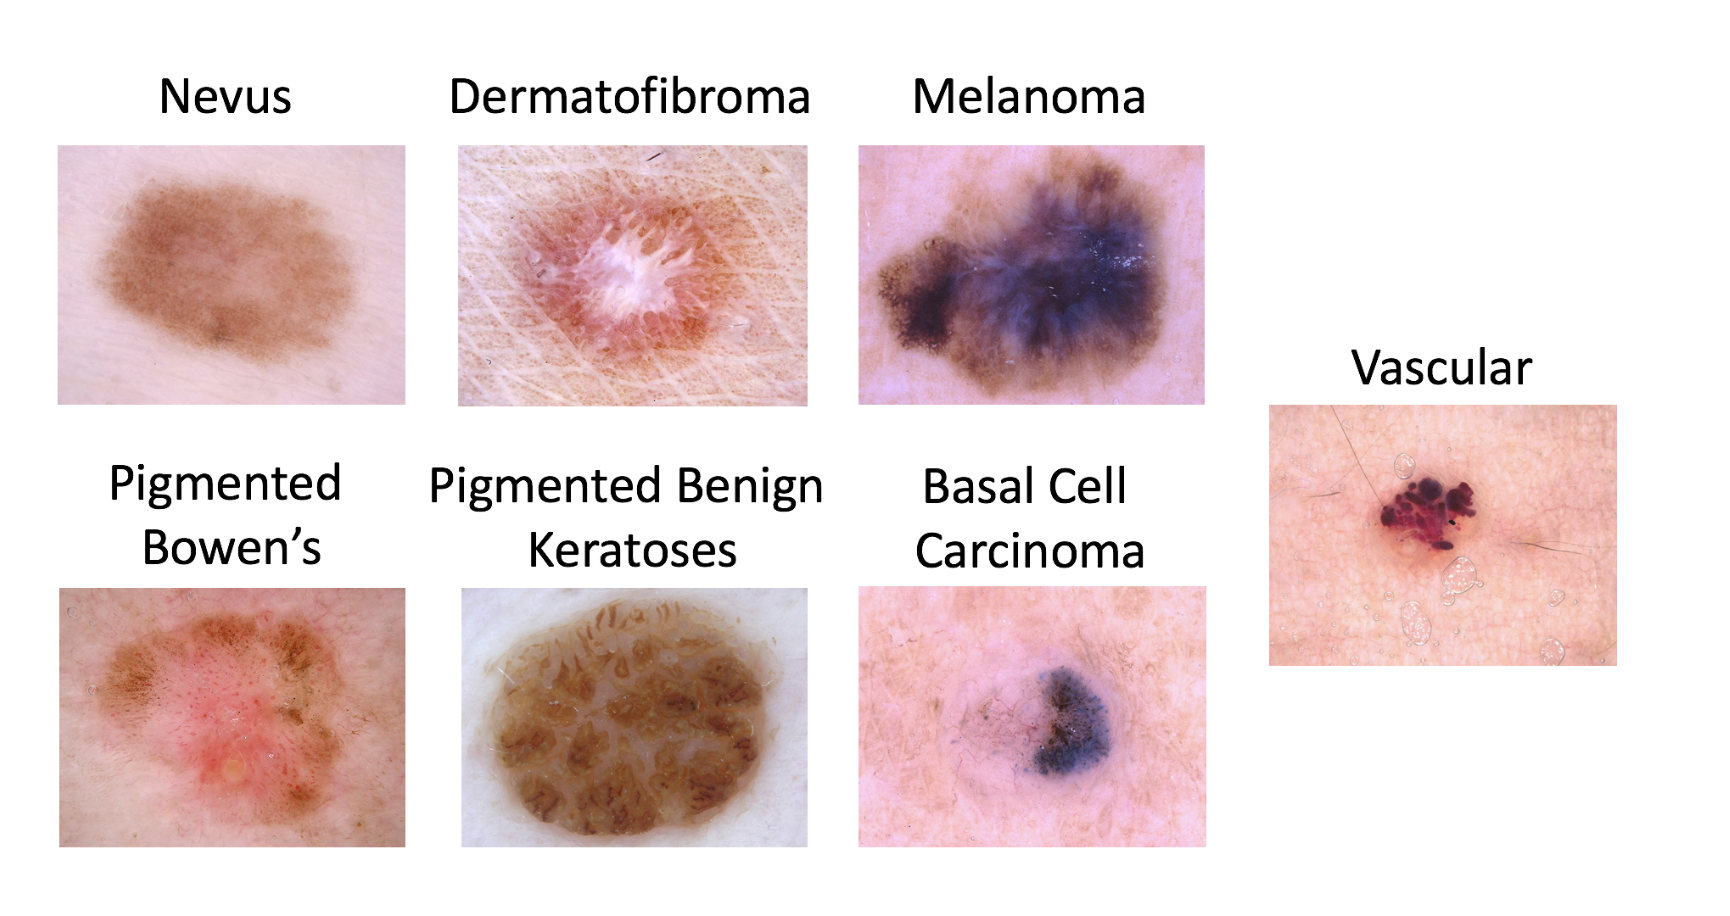 Nevus
Dermatofibroma
Melanoma
Vascular
Pigmented
Bowen’s
Pigmented Benign
Keratoses
Basal Cell
Carcinoma